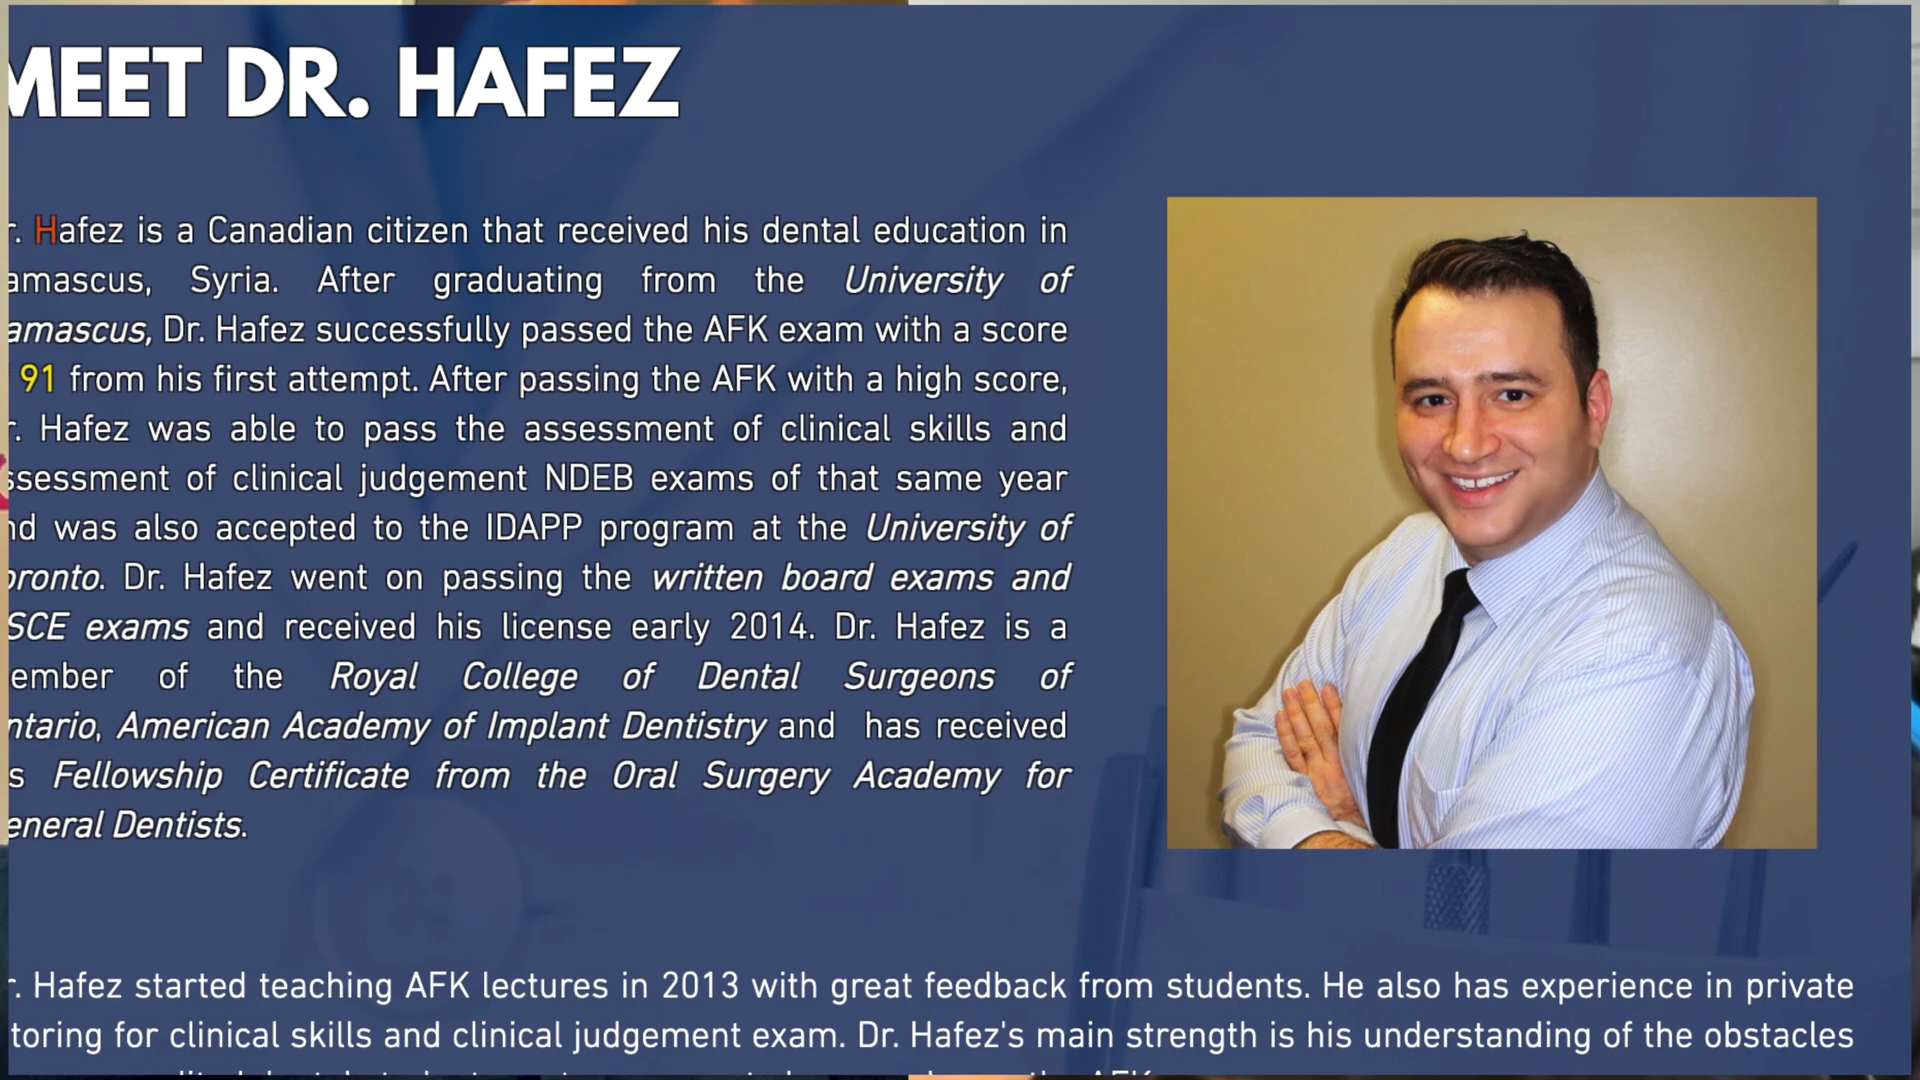 MEET DR. HAFEZ
r. Hafez is a Canadian citizen that received his dental education in
amascus, Syria. After graduating from the University of
amascus, Dr. Hafez successfully passed the AFK exam with a score
91 from his first attempt. After passing the AFK with a high score,
r. Hafez was able to pass the assessment of clinical skills and
ssessment of clinical judgement NDEB exams of that same year
nd was also accepted to the IDAPP program at the University of
oronto. Dr. Hafez went on passing the written board exams and
SCE exams and received his license early 2014. Dr. Hafez is a
ember of the Royal College of Dental Surgeons of
ntario, American Academy of Implant Dentistry and has received
s Fellowship Certificate from the Oral Surgery Academy for
eneral Dentists.
r. Hafez started teaching AFK lectures in 2013 with great feedback from students. He also has experience in private
toring for clinical skills and clinical judgement exam. Dr. Hafez's main strength is his understanding of the obstacles